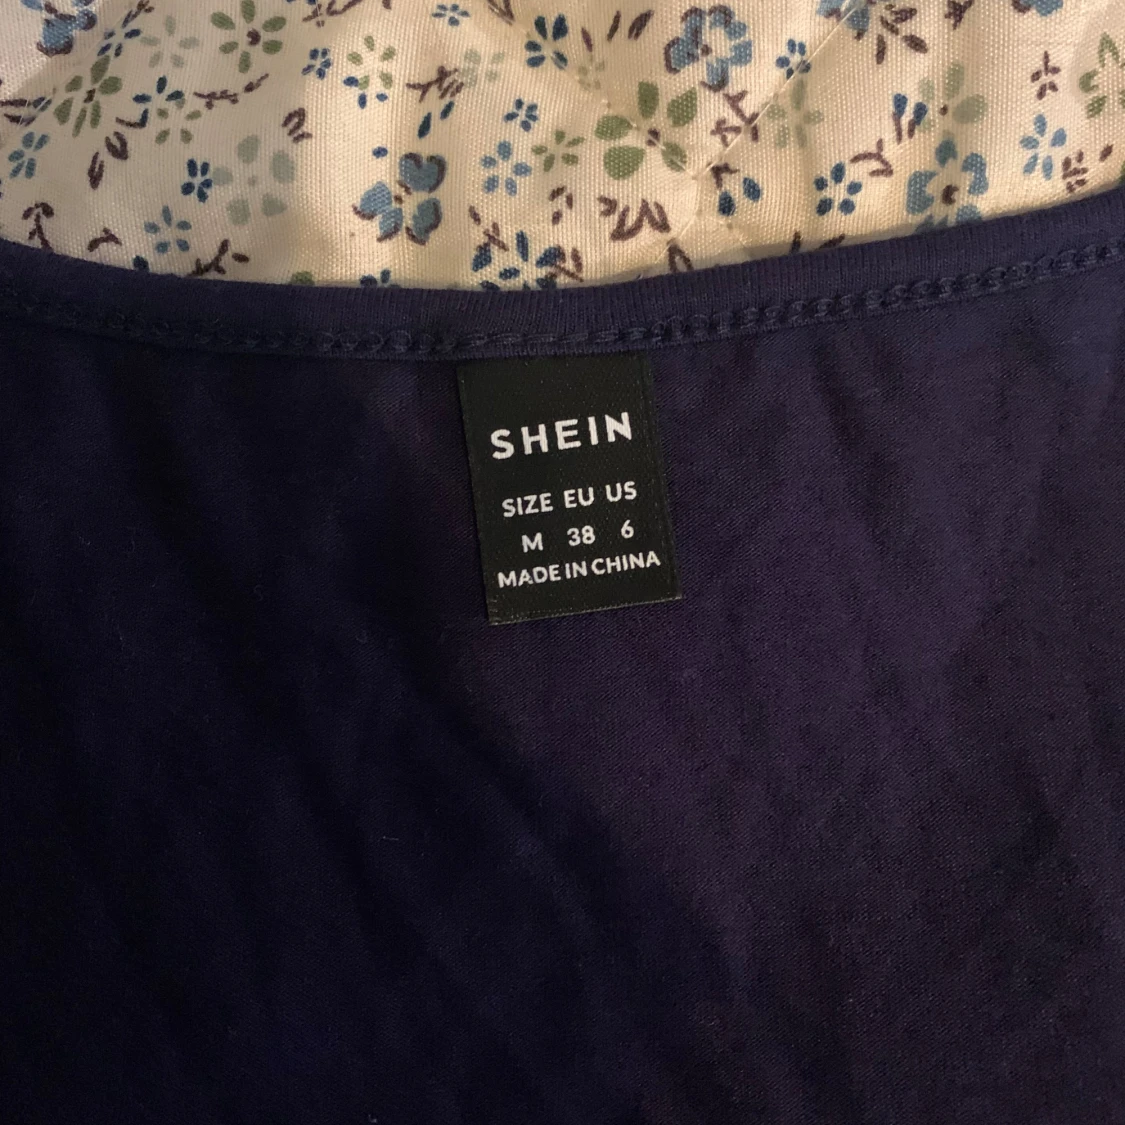 SHEIN
SIZE EU US
M 38 6
MADE IN CHINA